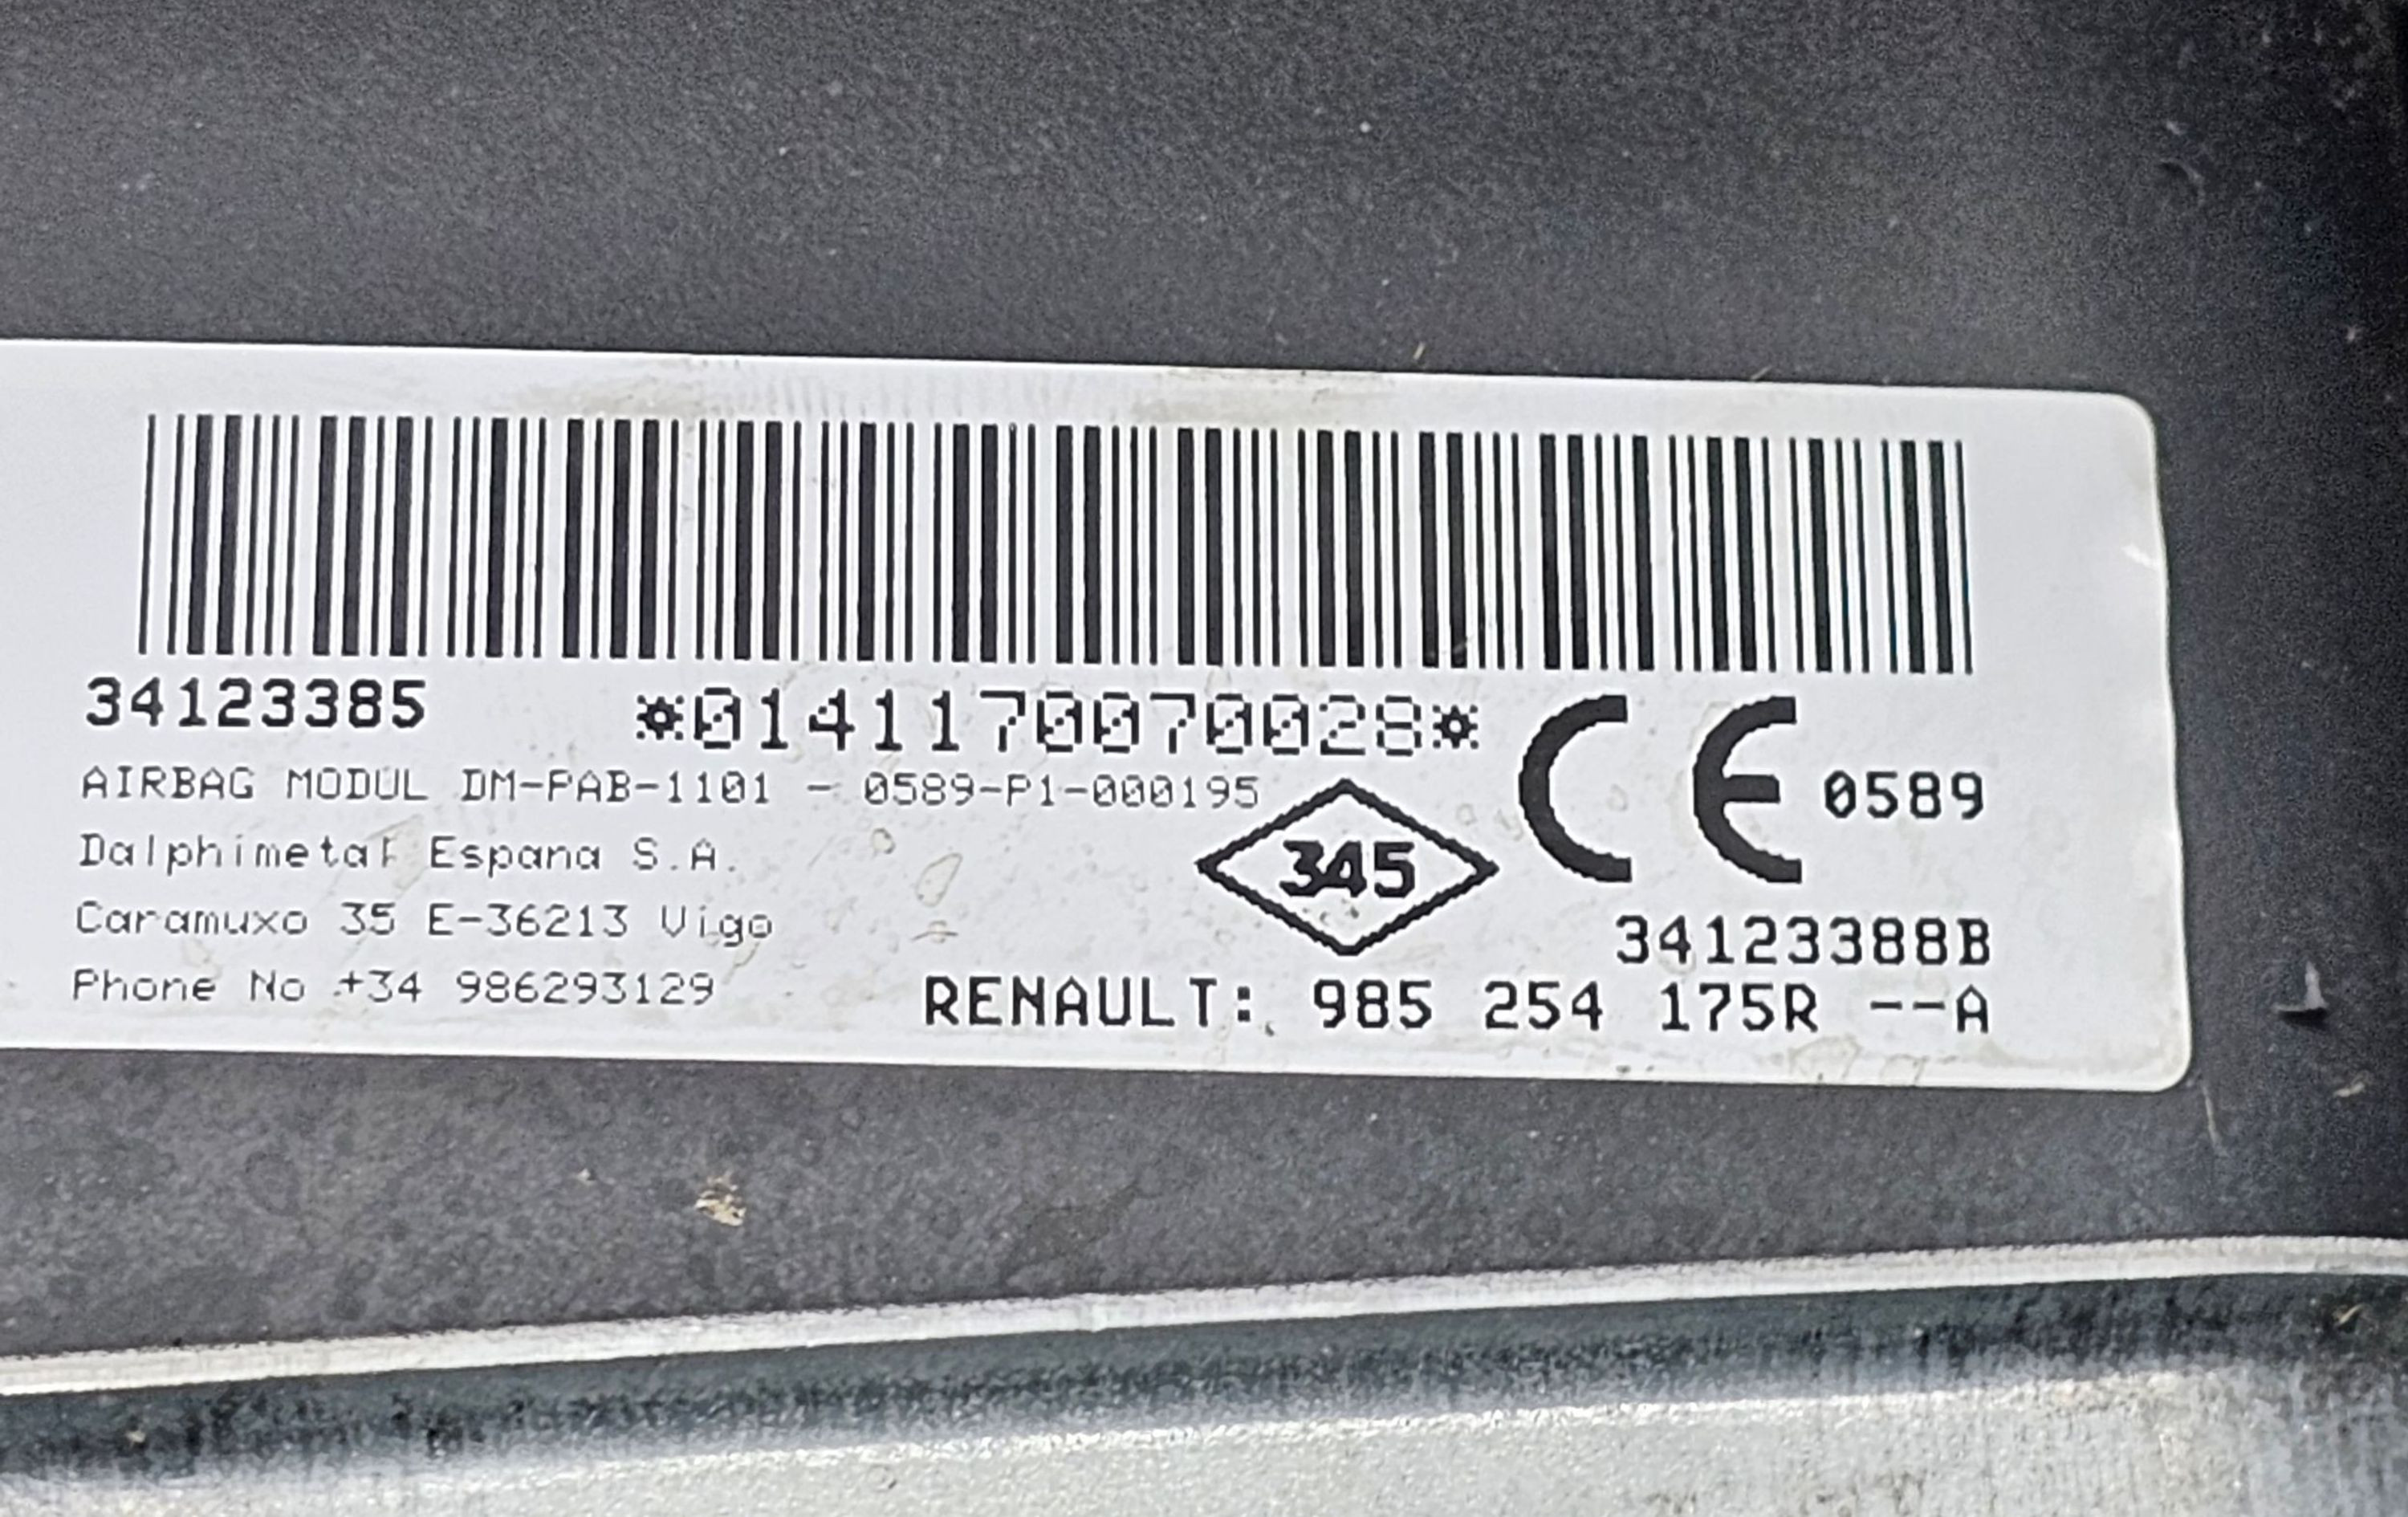 34123385 *0141170070028*
AIRBAG MODUL DM-PAB-1101 - 0589-P1-000195
CE 0589
Dalphimetal Espana S.A.
345
Caramuxo 35 E-36213 Vigo
34123388B
Phone No +34 986293129
RENAULT: 985 254 175R --A